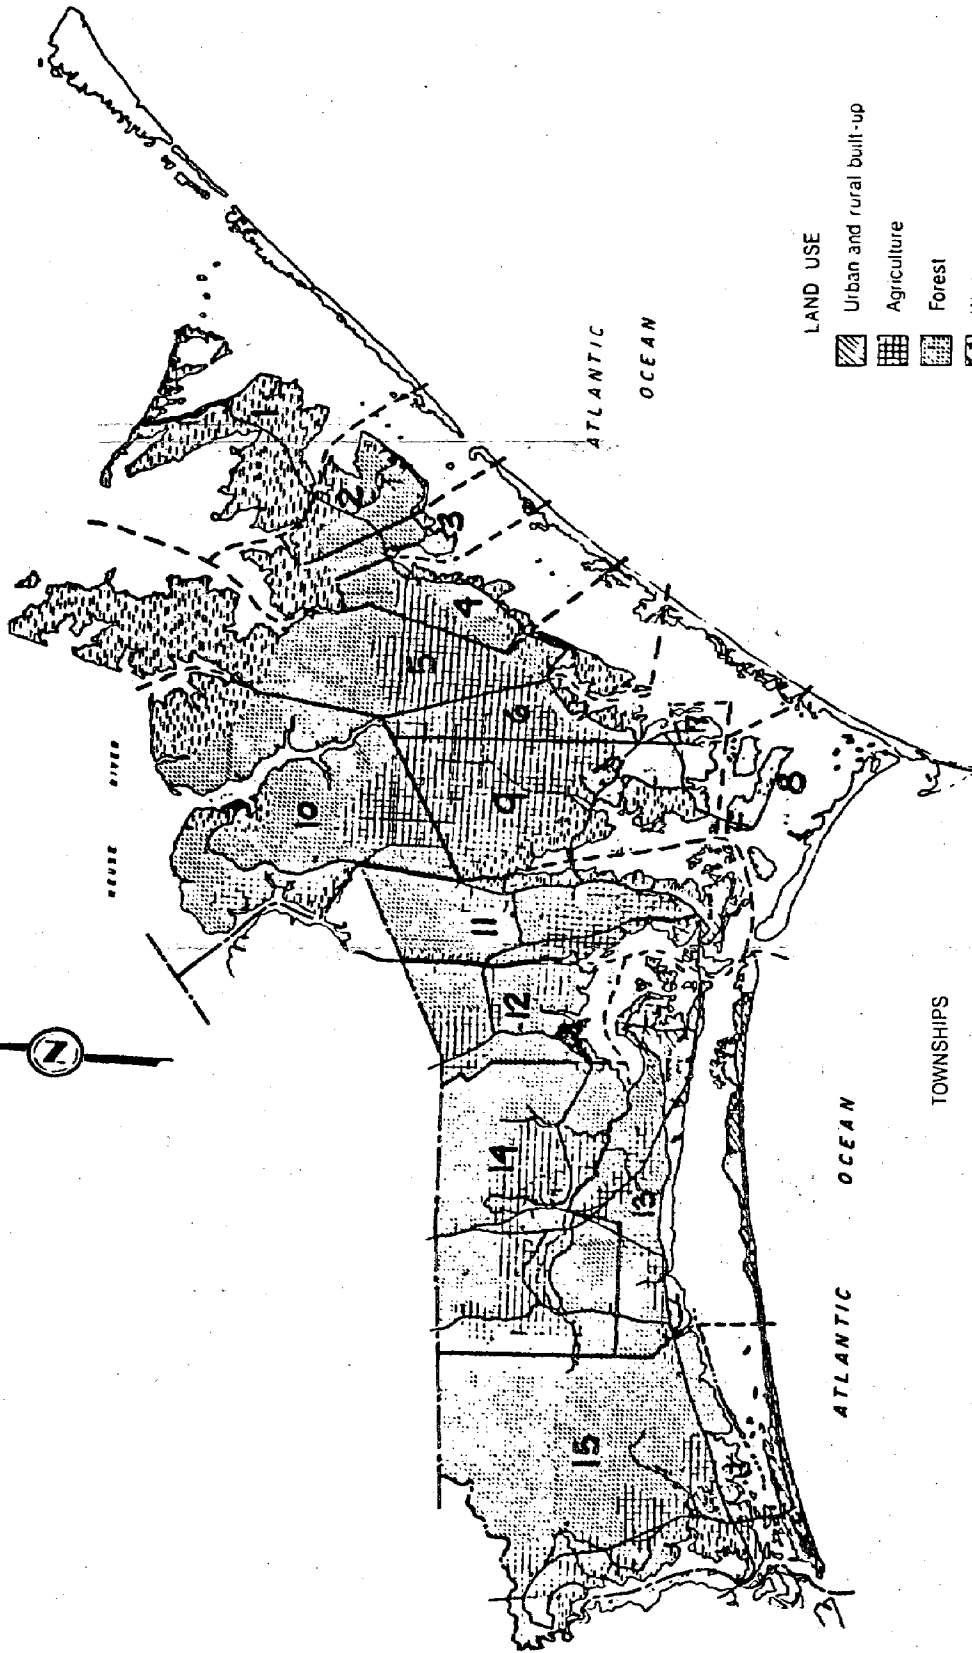 N
NEUSE RIVER
1
2
3
4
5
6
7
8
9
10
11
12
13
14
15
ATLANTIC
OCEAN
ATLANTIC OCEAN
TOWNSHIPS
LAND USE
Urban and rural built-up
Agriculture
Forest